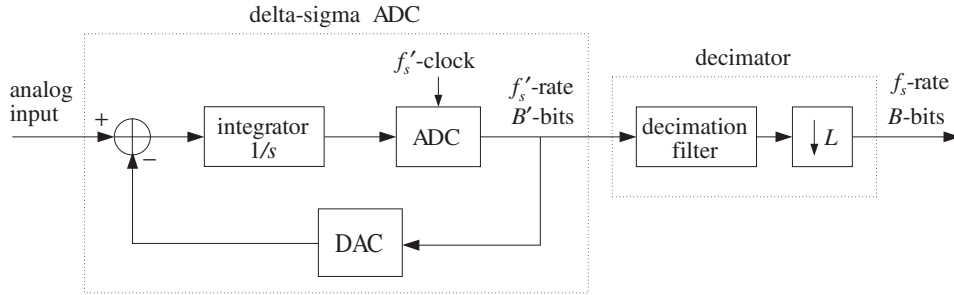 delta-sigma ADC
decimator
analog
input
+
−
integrator
1/s
fs′-clock
ADC
fs′-rate
B′-bits
decimation
filter
L
fs-rate
B-bits
DAC